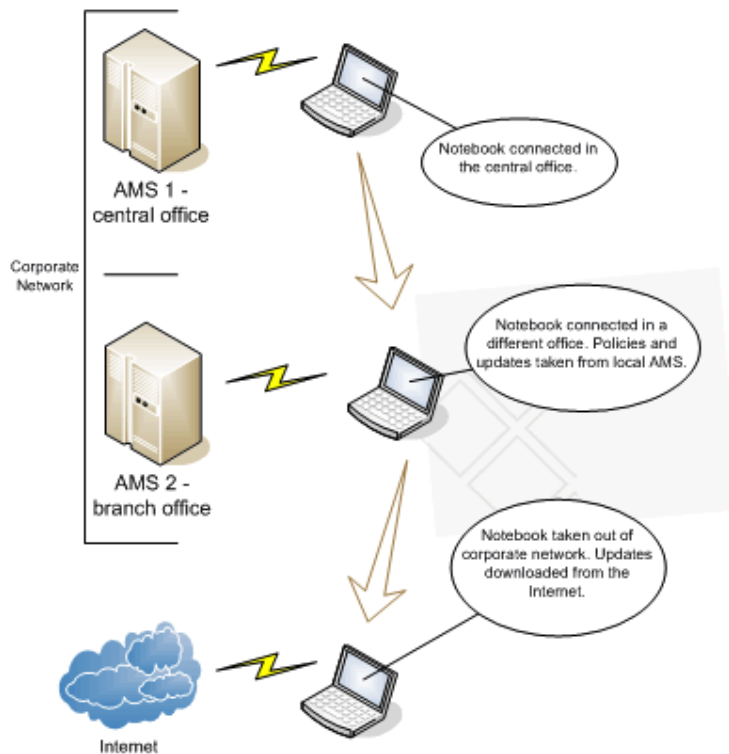 Notebook connected in
the central office.
AMS 1 -
central office
Corporate
Network
Notebook connected in a
different office. Policies and
updates taken from local AMS.
AMS 2 -
branch office
Notebook taken out of
corporate network. Updates
downloaded from the
Internet.
Internet